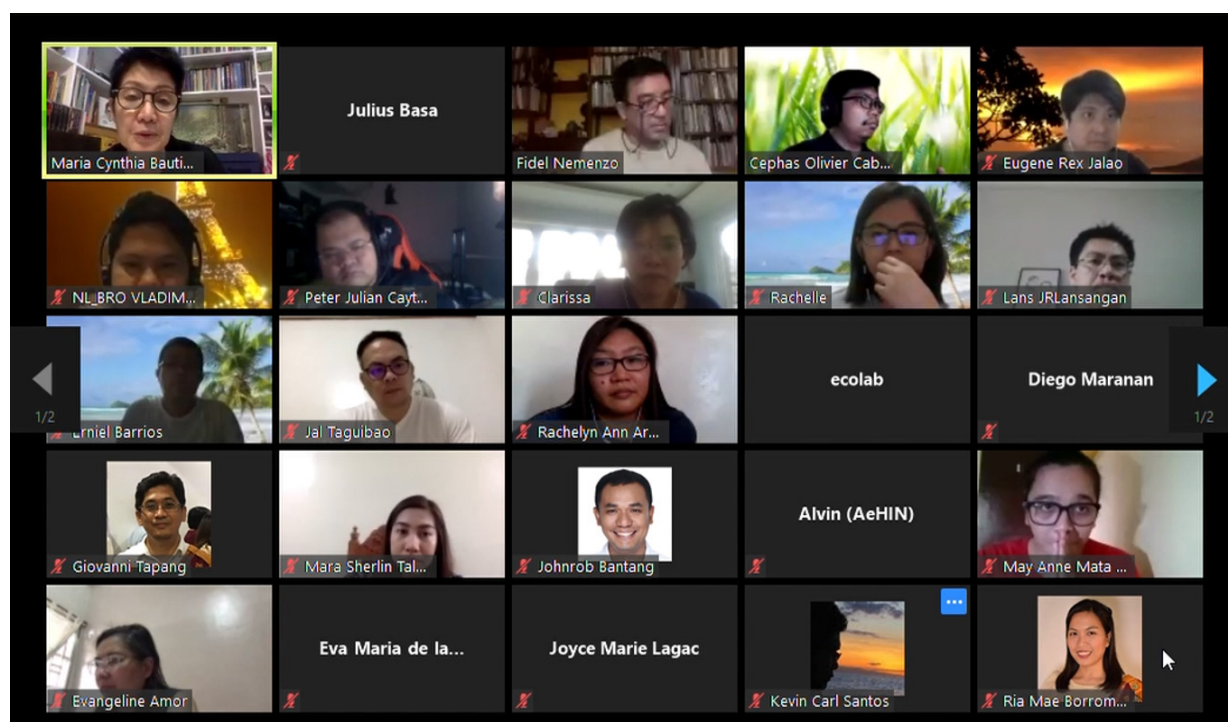 Maria Cynthia Bauti...
Julius Basa
Fidel Nemenzo
Cephas Olivier Cab...
Eugene Rex Jalao
NL_BRO VLADIM...
Peter Julian Cayt...
Clarissa
Rachelle
Lans JRLansangan
1/2
Erniel Barrios
Jal Taguibao
Rachelyn Ann Ar...
ecolab
Diego Maranan
1/2
Giovanni Tapang
Mara Sherlin Tal...
Johnrob Bantang
Alvin (AeHIN)
May Anne Mata ...
Evangeline Amor
Eva Maria de la...
Joyce Marie Lagac
Kevin Carl Santos
Ria Mae Borrom...